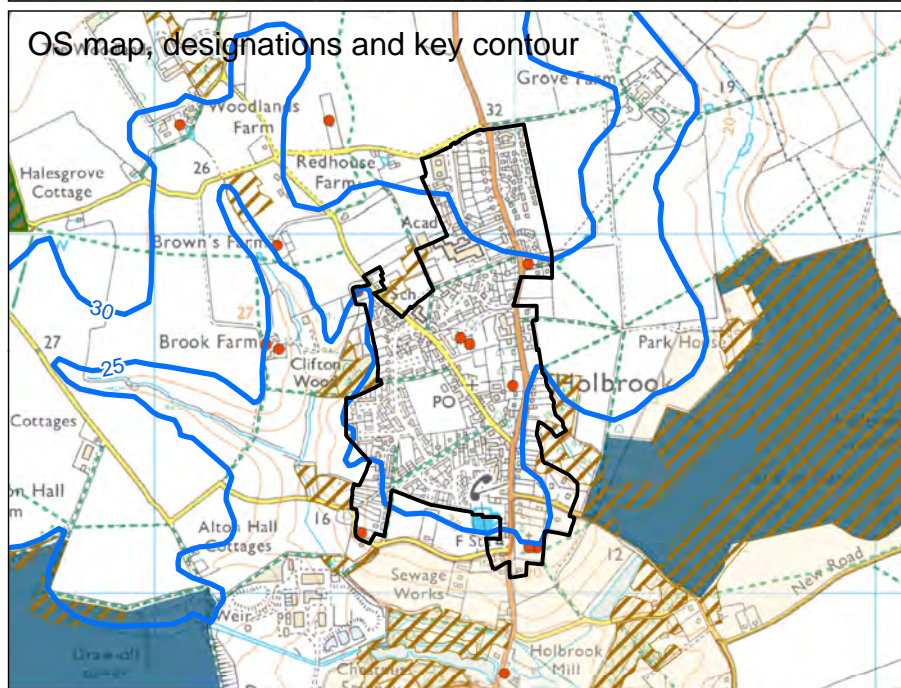 OS map, designations and key contour
Grove Farm
19
20
Woodlands
Farm
32
Halesgrove
Cottage
26
Redhouse
Farm
Acad
Brown's Farm
Sch
30
27
27
Brook Farm
25
Clifton
Wood
Park House
Holbrook
PO
Cottages
Hall
16
Alton Hall
Cottages
F St
12
Sewage
Works
New Road
Weir
Holbrook
Mill